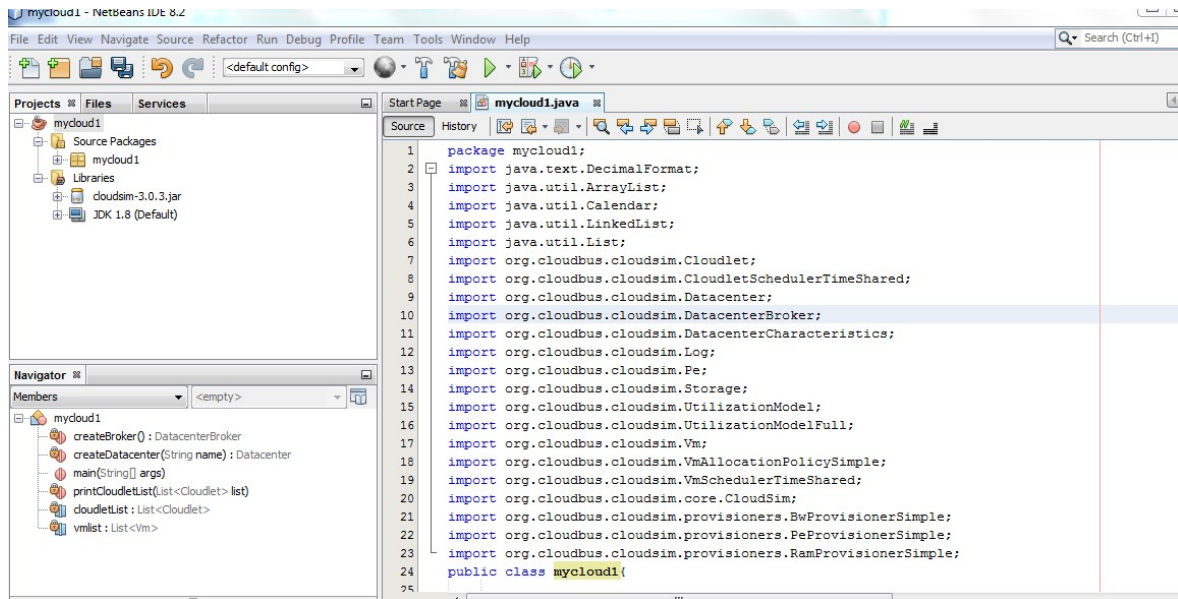 mycloud1 - NetBeans IDE 8.2
File Edit View Navigate Source Refactor Run Debug Profile Team Tools Window Help
Search (Ctrl+I)
<default config>
Projects Files Services
mycloud1
Source Packages
mycloud1
Libraries
cloudsim-3.0.3.jar
JDK 1.8 (Default)
Navigator
Members <empty>
mycloud1
createBroker() : DatacenterBroker
createDatacenter(String name) : Datacenter
main(String[] args)
printCloudletList(List<Cloudlet> list)
cloudletList : List<Cloudlet>
vmlist : List<Vm>
Start Page mycloud1.java
Source History
1 package mycloud1;
2 import java.text.DecimalFormat;
3 import java.util.ArrayList;
4 import java.util.Calendar;
5 import java.util.LinkedList;
6 import java.util.List;
7 import org.cloudbus.cloudsim.Cloudlet;
8 import org.cloudbus.cloudsim.CloudletSchedulerTimeShared;
9 import org.cloudbus.cloudsim.Datacenter;
10 import org.cloudbus.cloudsim.DatacenterBroker;
11 import org.cloudbus.cloudsim.DatacenterCharacteristics;
12 import org.cloudbus.cloudsim.Log;
13 import org.cloudbus.cloudsim.Pe;
14 import org.cloudbus.cloudsim.Storage;
15 import org.cloudbus.cloudsim.UtilizationModel;
16 import org.cloudbus.cloudsim.UtilizationModelFull;
17 import org.cloudbus.cloudsim.Vm;
18 import org.cloudbus.cloudsim.VmAllocationPolicySimple;
19 import org.cloudbus.cloudsim.VmSchedulerTimeShared;
20 import org.cloudbus.cloudsim.core.CloudSim;
21 import org.cloudbus.cloudsim.provisioners.BwProvisionerSimple;
22 import org.cloudbus.cloudsim.provisioners.PeProvisionerSimple;
23 import org.cloudbus.cloudsim.provisioners.RamProvisionerSimple;
24 public class mycloud1{
25